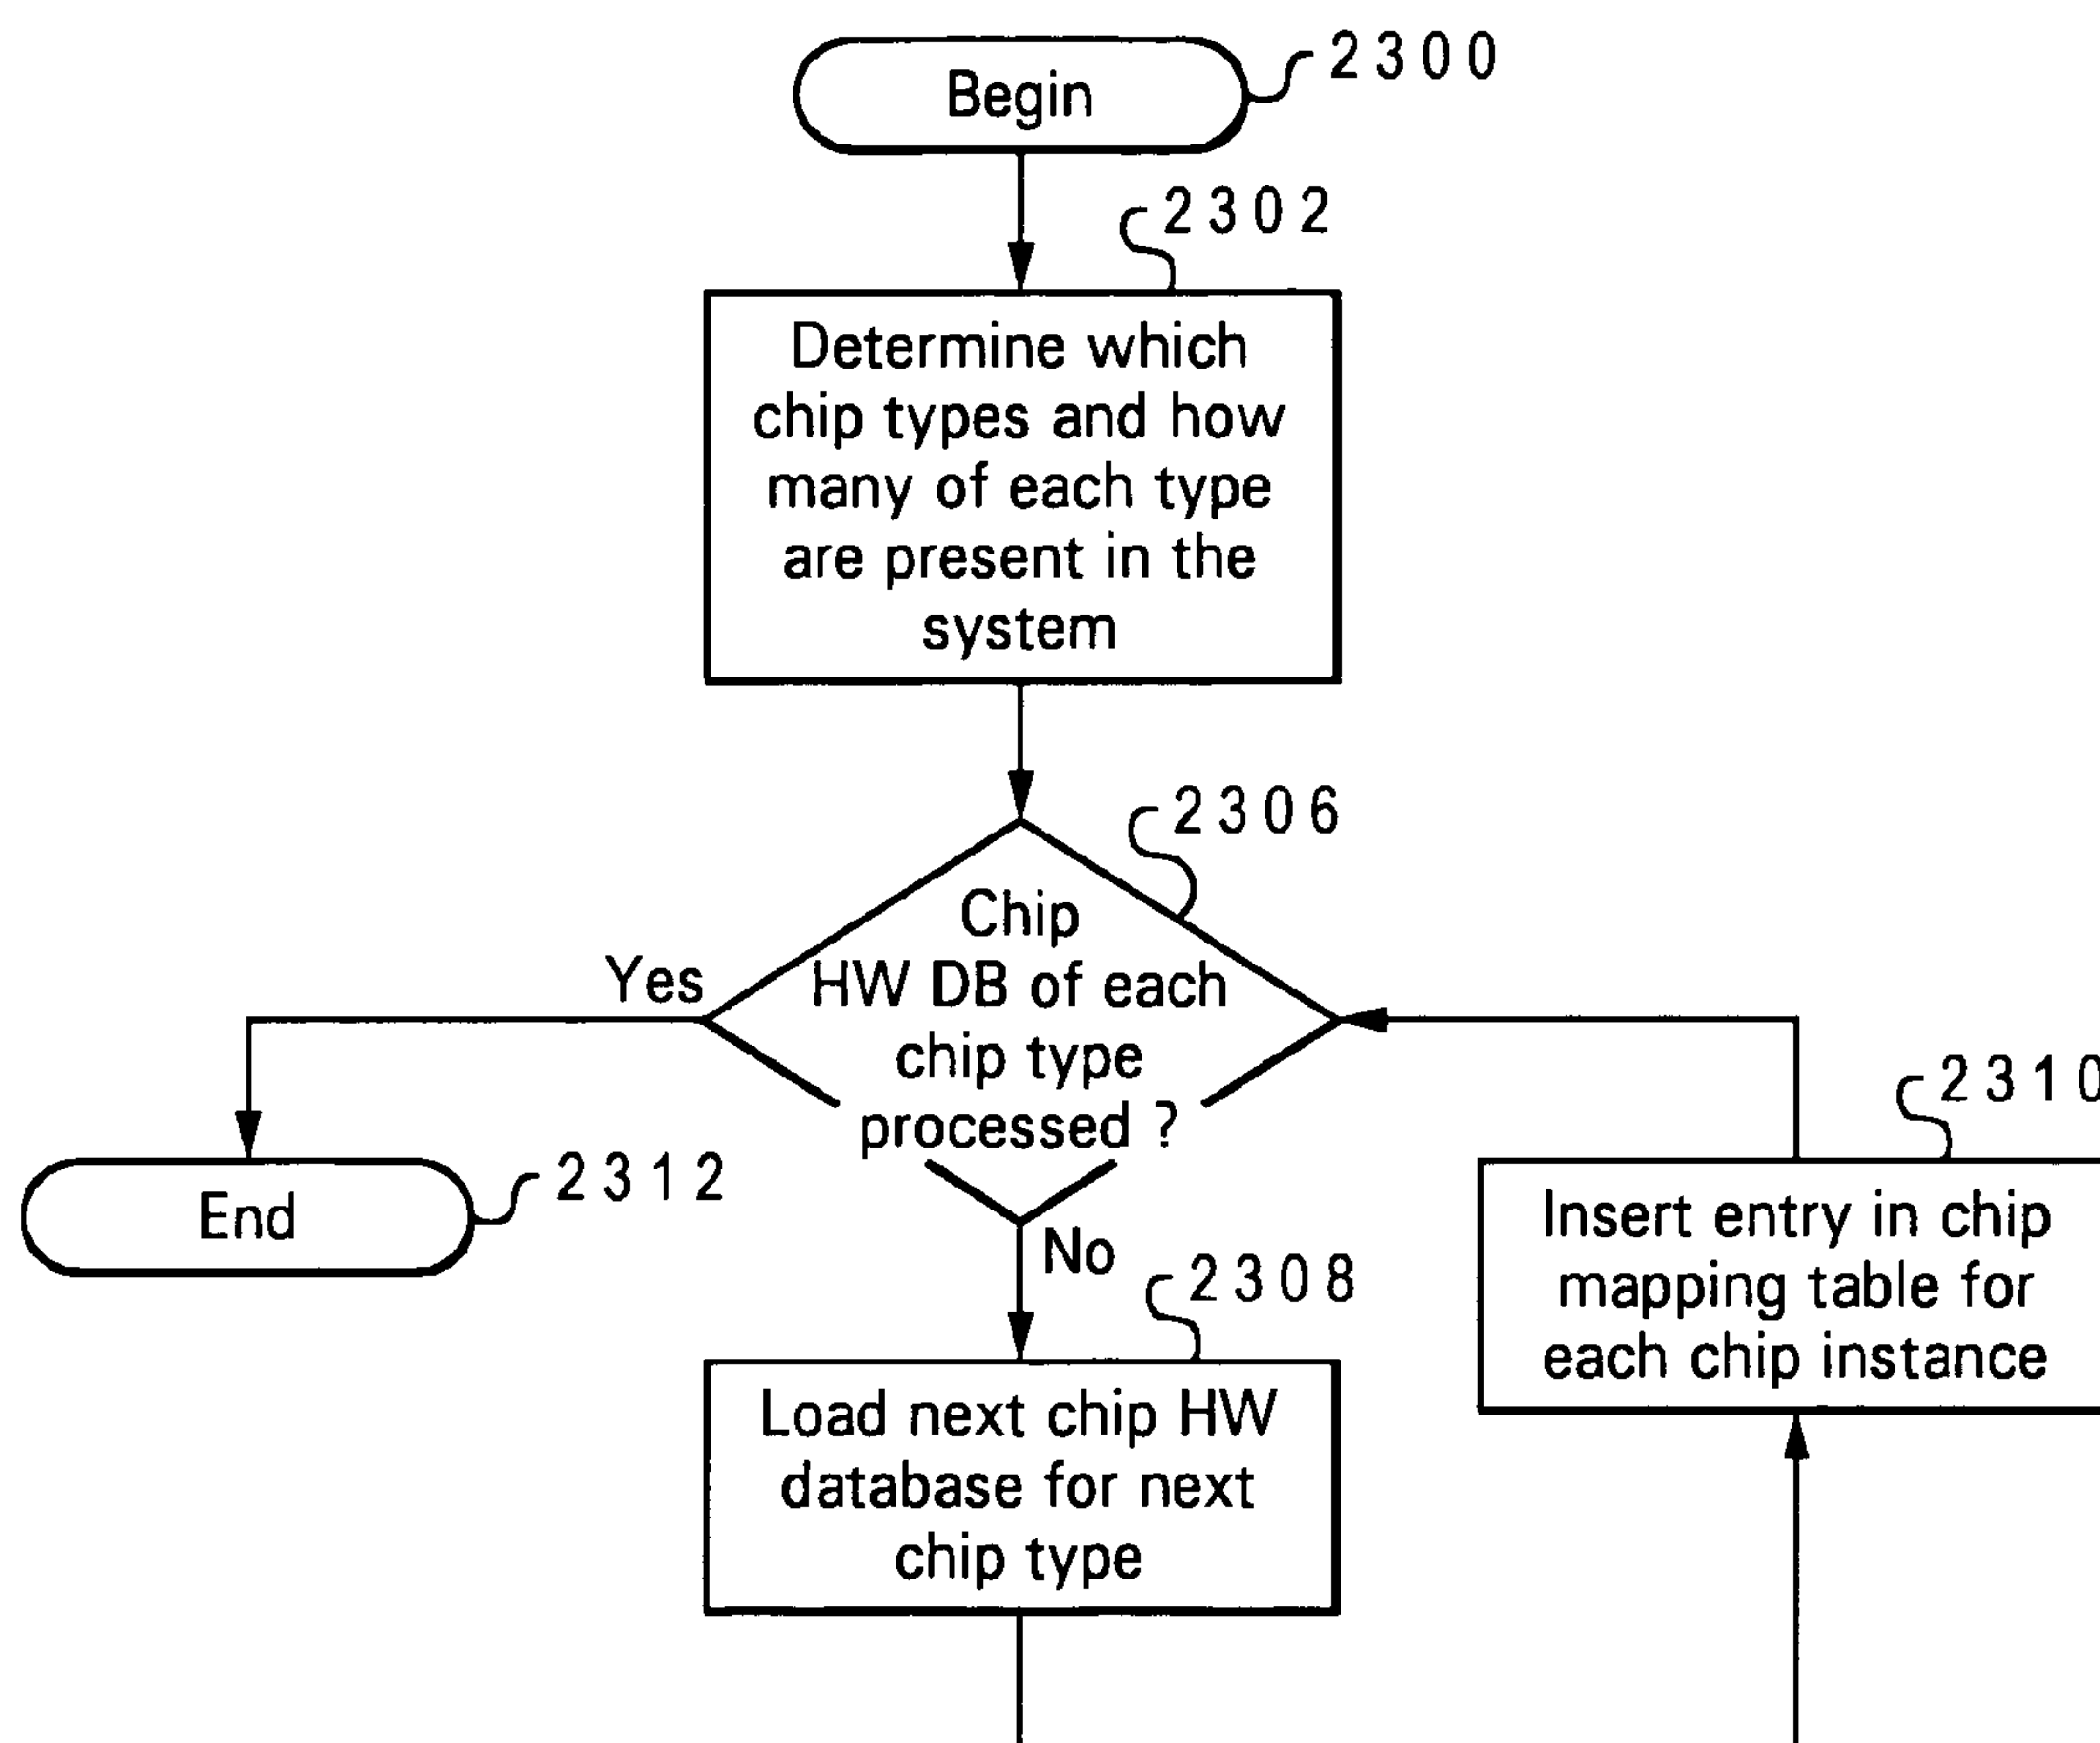 Begin
2300
2302
Determine which
chip types and how
many of each type
are present in the
system
2306
Chip
HW DB of each
chip type
processed ?
Yes
No
End
2312
2308
Load next chip HW
database for next
chip type
2310
Insert entry in chip
mapping table for
each chip instance